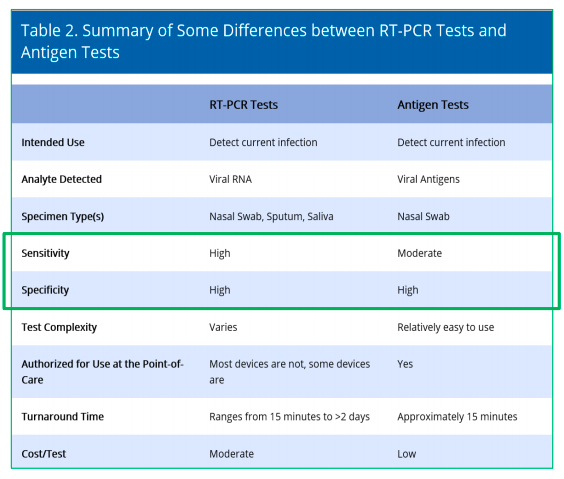 Table 2. Summary of Some Differences between RT-PCR Tests and
Antigen Tests
RT-PCR Tests Antigen Tests
Intended Use Detect current infection Detect current infection
Analyte Detected Viral RNA Viral Antigens
Specimen Type(s) Nasal Swab, Sputum, Saliva Nasal Swab
Sensitivity High Moderate
Specificity High High
Test Complexity Varies Relatively easy to use
Authorized for Use at the Point-of- Most devices are not, some devices Yes
Care are
Turnaround Time Ranges from 15 minutes to >2 days Approximately 15 minutes
Cost/Test Moderate Low